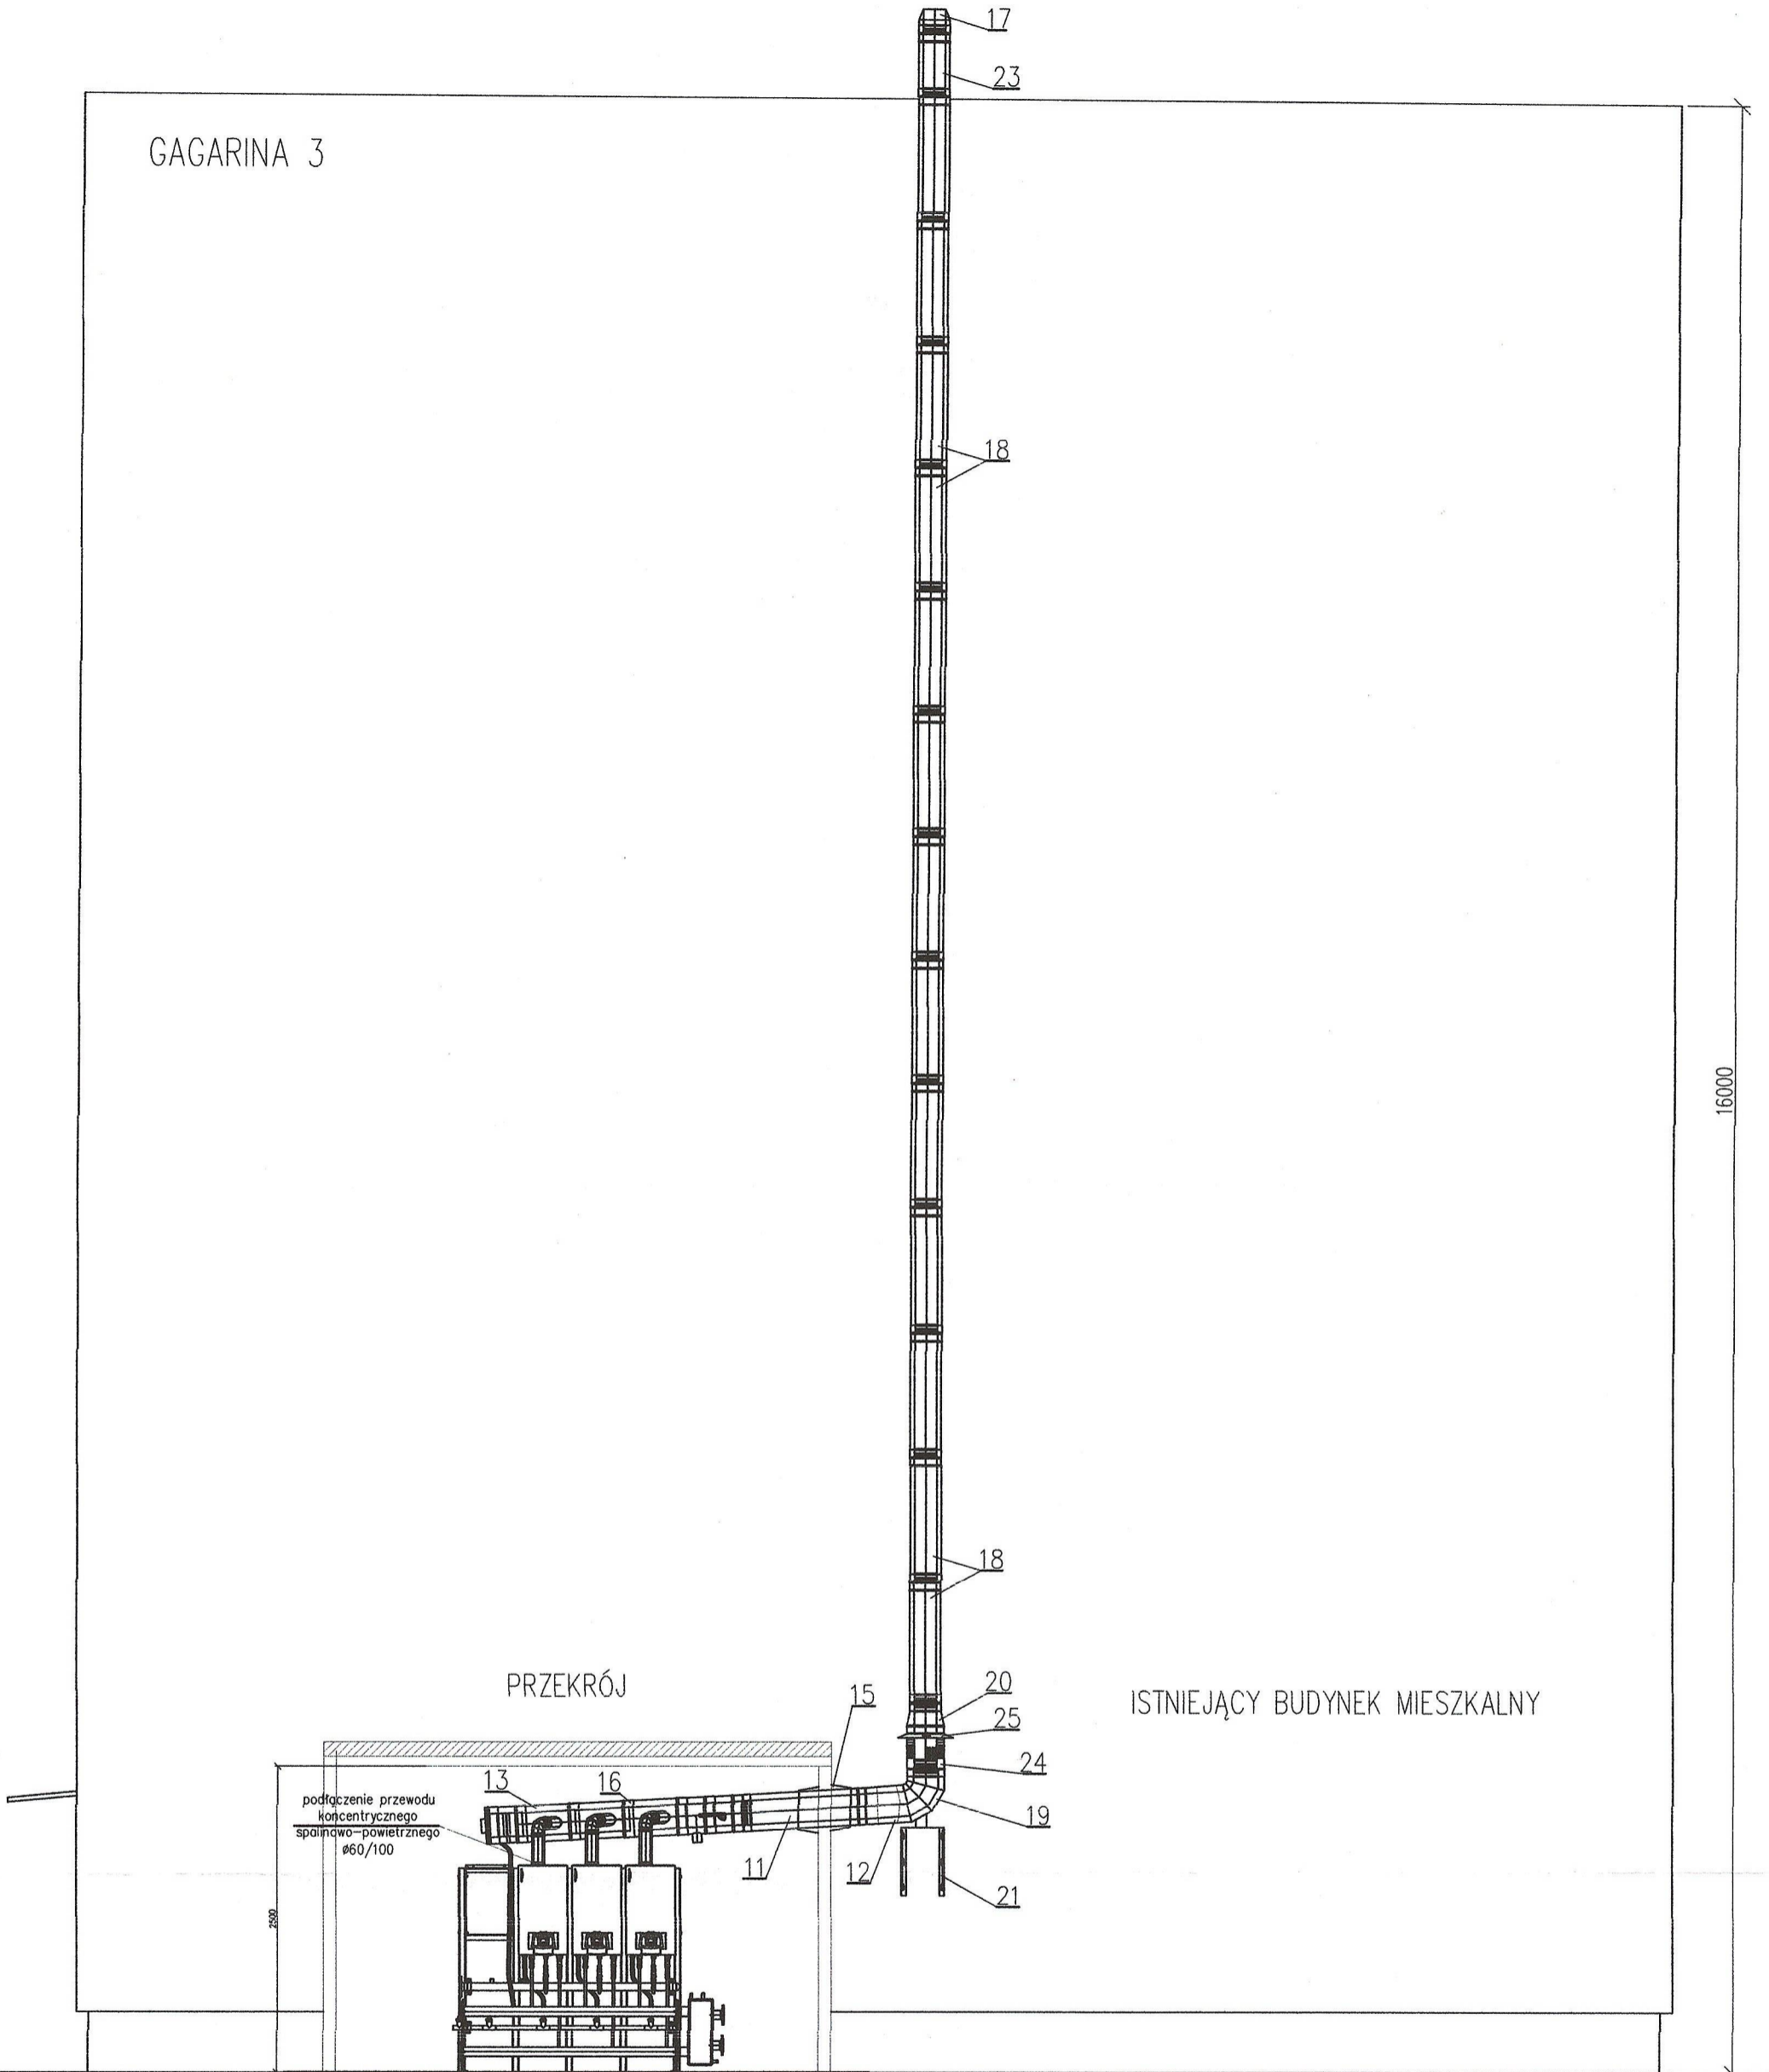 17
23
GAGARINA 3
18
16000
18
PRZEKRÓJ
20
15
ISTNIEJĄCY BUDYNEK MIESZKALNY
25
24
13
16
podłączenie przewodu
koncentrycznego
spalinowo-powietrznego
ø60/100
19
11
12
21
2500